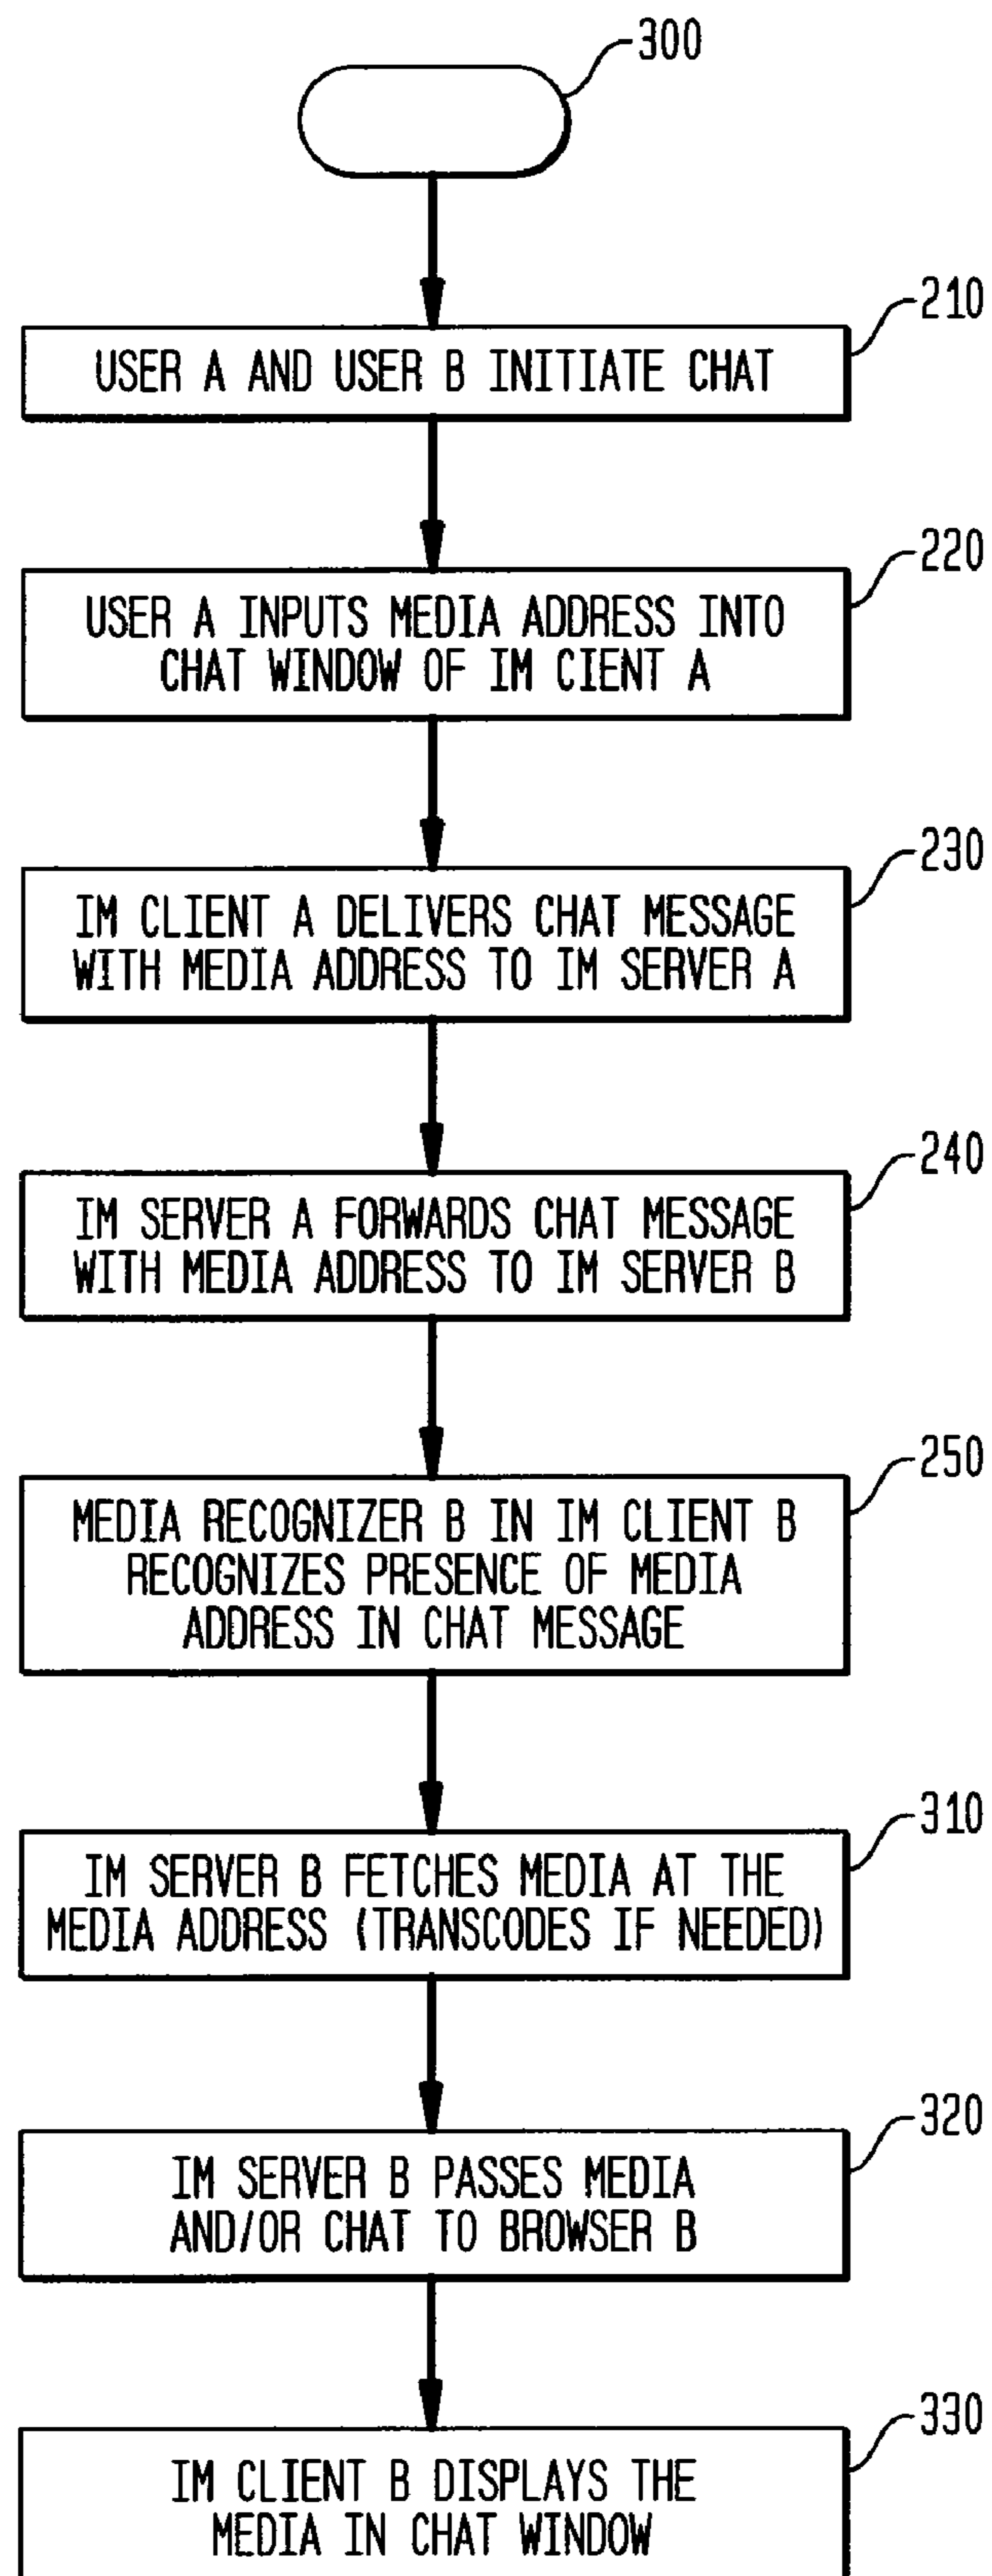 300
210
USER A AND USER B INITIATE CHAT
220
USER A INPUTS MEDIA ADDRESS INTO
CHAT WINDOW OF IM CIENT A
230
IM CLIENT A DELIVERS CHAT MESSAGE
WITH MEDIA ADDRESS TO IM SERVER A
240
IM SERVER A FORWARDS CHAT MESSAGE
WITH MEDIA ADDRESS TO IM SERVER B
250
MEDIA RECOGNIZER B IN IM CLIENT B
RECOGNIZES PRESENCE OF MEDIA
ADDRESS IN CHAT MESSAGE
310
IM SERVER B FETCHES MEDIA AT THE
MEDIA ADDRESS (TRANSCODES IF NEEDED)
320
IM SERVER B PASSES MEDIA
AND/OR CHAT TO BROWSER B
330
IM CLIENT B DISPLAYS THE
MEDIA IN CHAT WINDOW